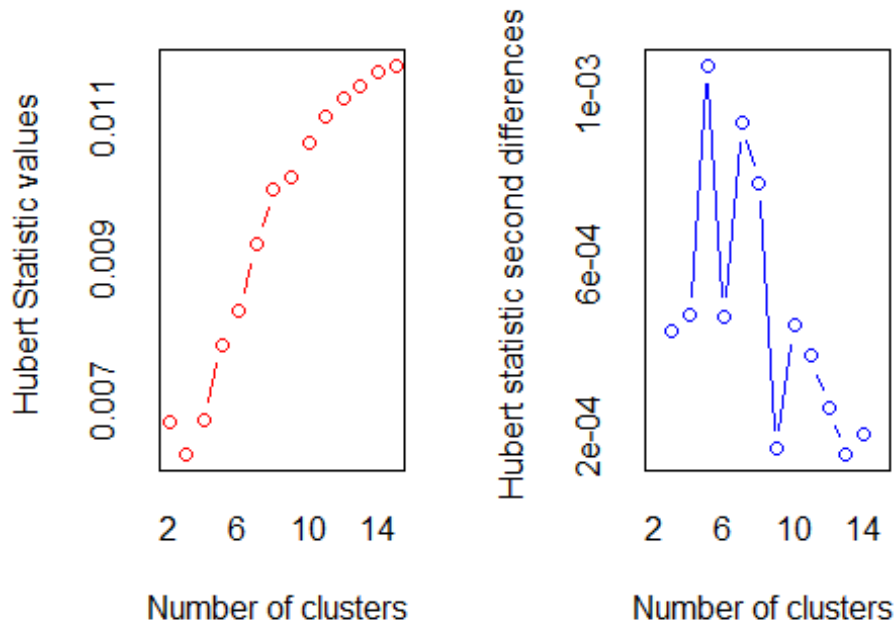 Hubert Statistic values
0.011
0.009
0.007
2 6 10 14
Number of clusters
Hubert statistic second differences
1e-03
6e-04
2e-04
2 6 10 14
Number of clusters